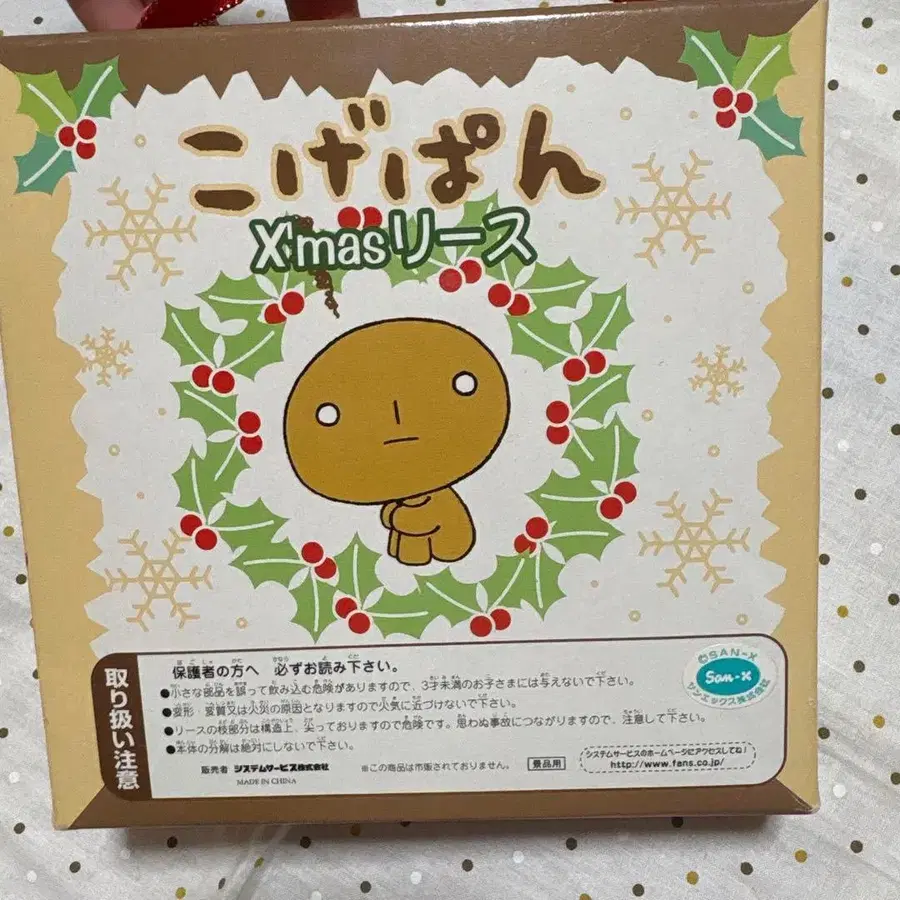 こげぱん
X'masリース
取り扱い注意
保護者の方へ 必ずお読み下さい。
●小さな部品を誤って飲み込む危険がありますので、3才未満のお子さまには与えないで下さい。
●変形・変質又は火災の原因となりますので火気に近づけないで下さい。
●リースの枝部分は構造上、尖っておりますので危険です。思わぬ事故につながりますので、注意して下さい。
●本体の分解は絶対にしないで下さい。
販売者 システムサービス株式会社 ※この商品は市販されておりません。 景品用
MADE IN CHINA
システムサービスのホームページにアクセスしてね!
http://www.fans.co.jp/
©SAN-X
San-x
サンエックス株式会社